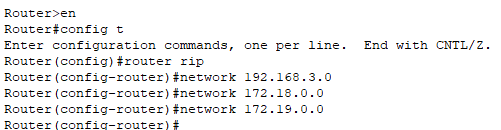 Router>en
Router#config t
Enter configuration commands, one per line.  End with CNTL/Z.
Router(config)#router rip
Router(config-router)#network 192.168.3.0
Router(config-router)#network 172.18.0.0
Router(config-router)#network 172.19.0.0
Router(config-router)#